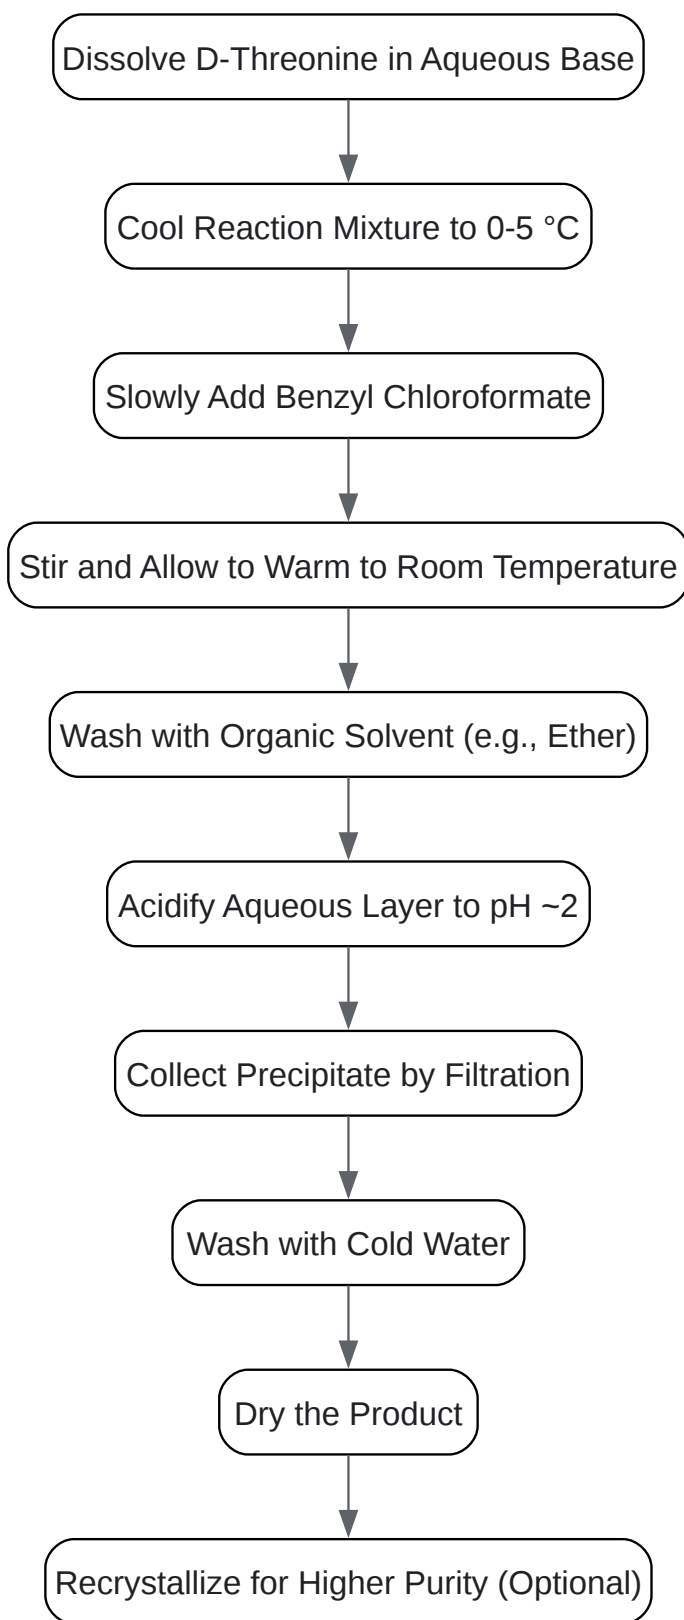 Dissolve D-Threonine in Aqueous Base
Cool Reaction Mixture to 0-5 °C
Slowly Add Benzyl Chloroformate
Stir and Allow to Warm to Room Temperature
Wash with Organic Solvent (e.g., Ether)
Acidify Aqueous Layer to pH ~2
Collect Precipitate by Filtration
Wash with Cold Water
Dry the Product
Recrystallize for Higher Purity (Optional)